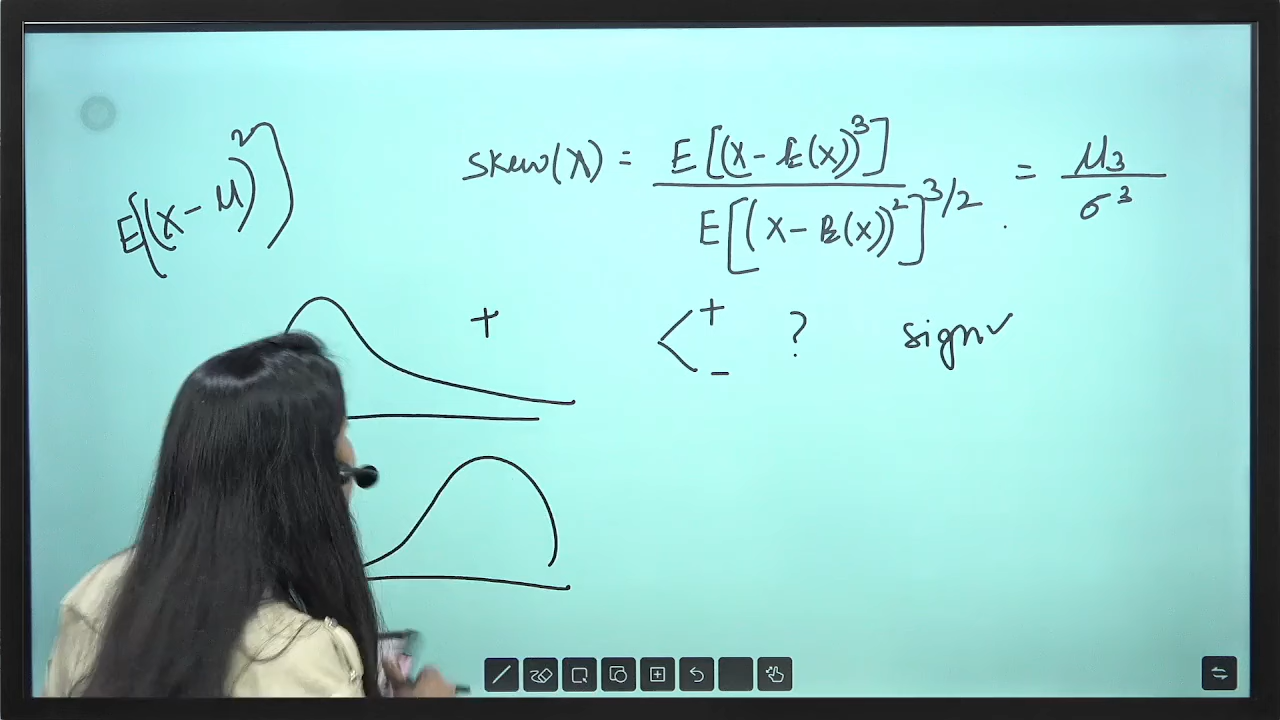 E[(x-μ)²]
skew(X) = E[(X-E(X))³] / E[(X-E(X))²]^3/2 = μ₃/σ³
+ < + - ? sign✓